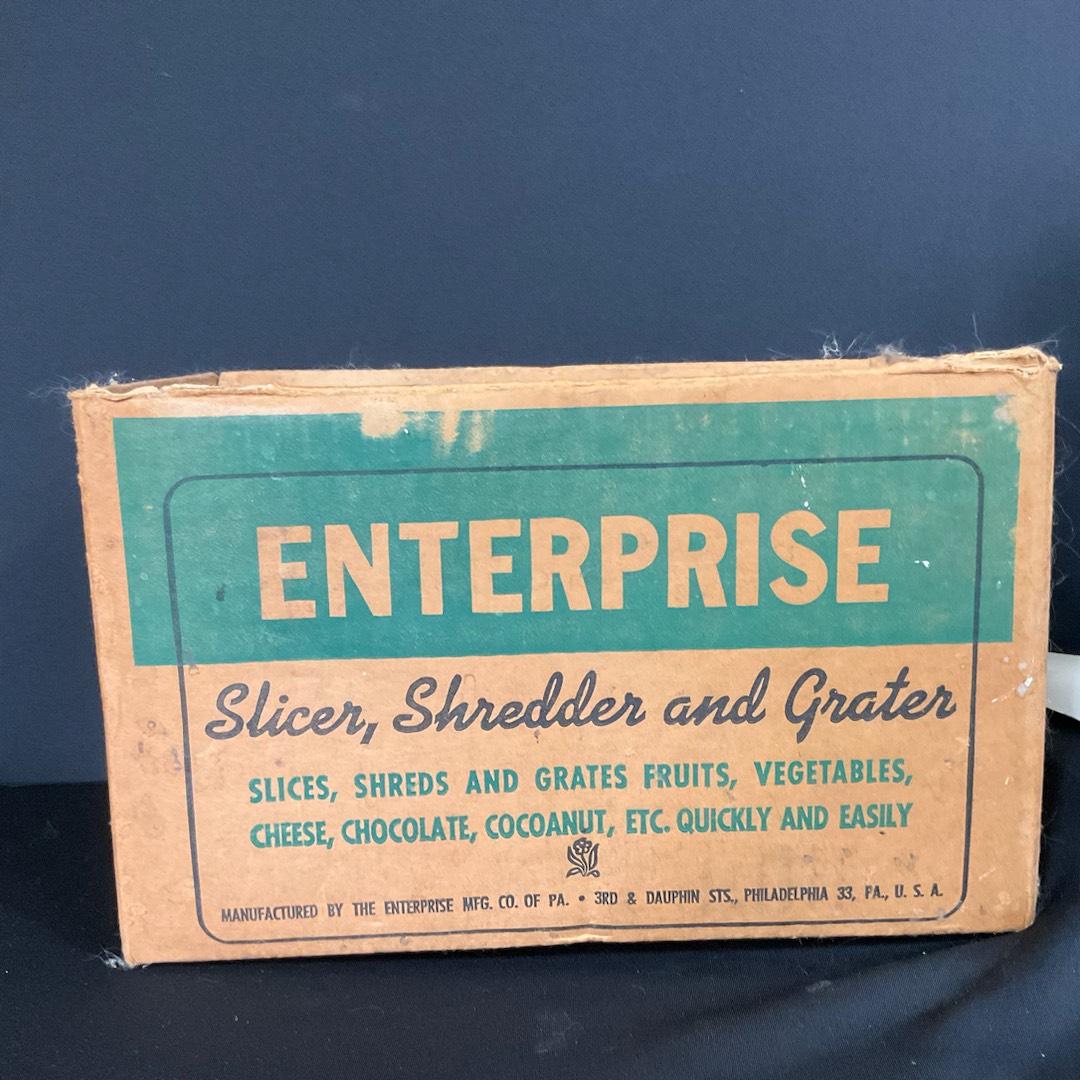 ENTERPRISE
Slicer, Shredder and Grater
SLICES, SHREDS AND GRATES FRUITS, VEGETABLES,
CHEESE, CHOCOLATE, COCOANUT, ETC. QUICKLY AND EASILY
MANUFACTURED BY THE ENTERPRISE MFG. CO. OF PA. • 3RD & DAUPHIN STS., PHILADELPHIA 33, PA., U. S. A.